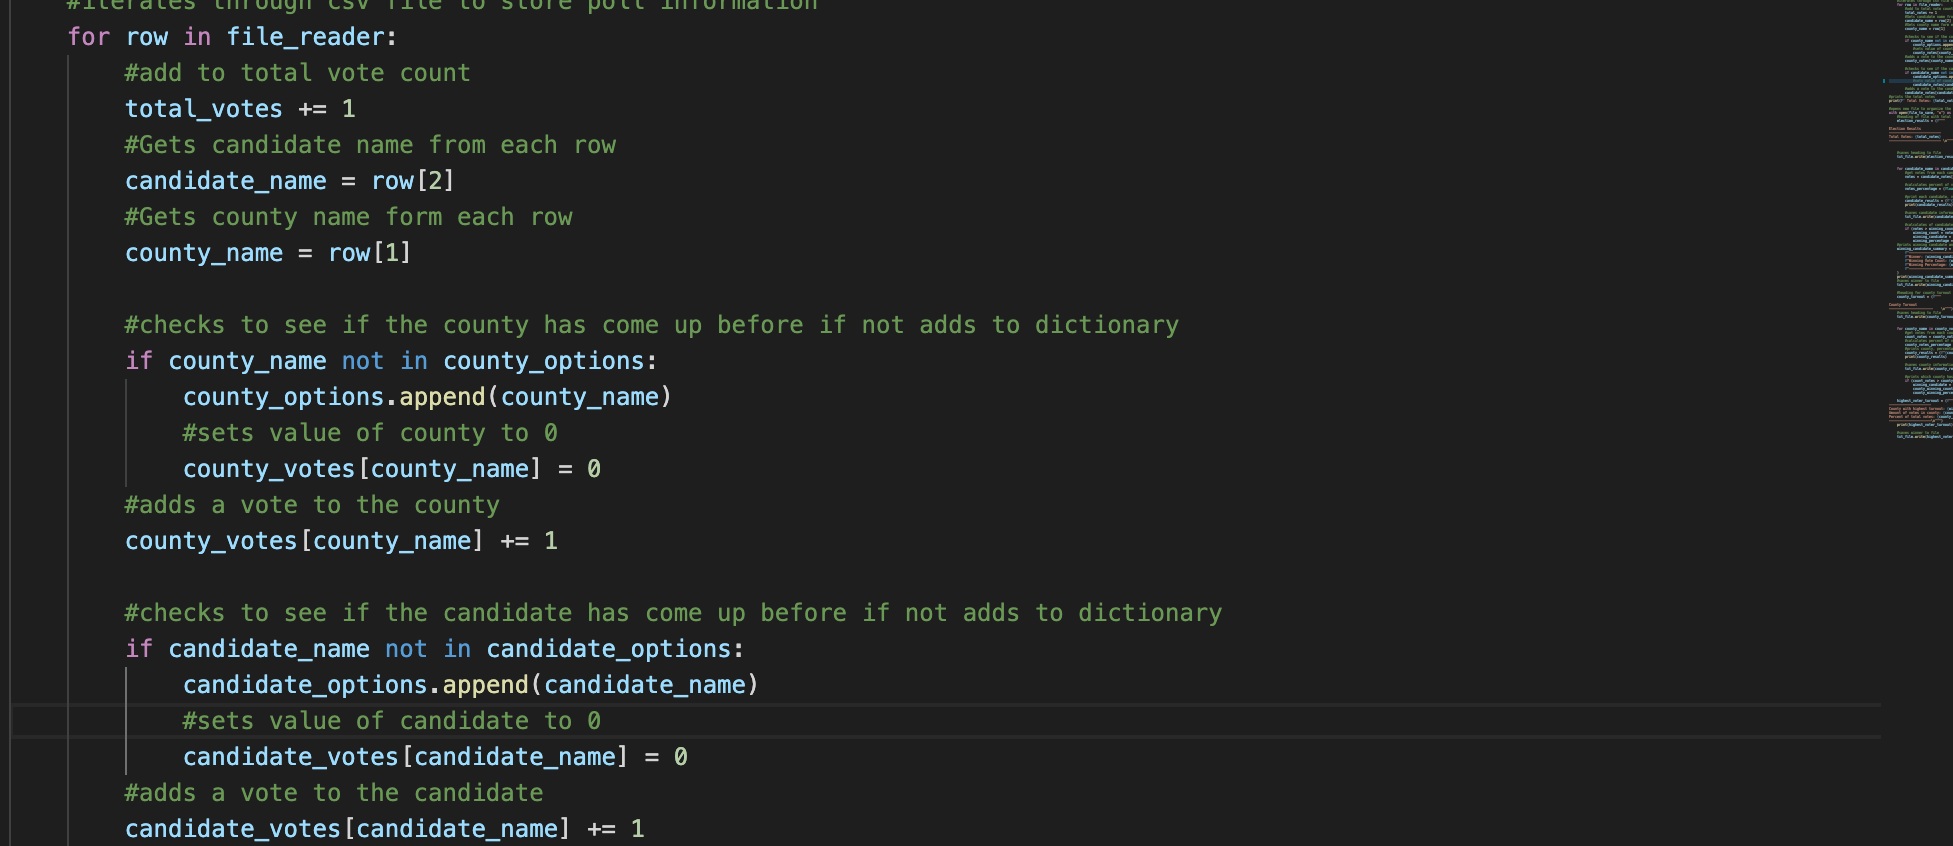 #iterates through csv file to store poll information
for row in file_reader:
#add to total vote count
total_votes += 1
#Gets candidate name from each row
candidate_name = row[2]
#Gets county name form each row
county_name = row[1]
#checks to see if the county has come up before if not adds to dictionary
if county_name not in county_options:
county_options.append(county_name)
#sets value of county to 0
county_votes[county_name] = 0
#adds a vote to the county
county_votes[county_name] += 1
#checks to see if the candidate has come up before if not adds to dictionary
if candidate_name not in candidate_options:
candidate_options.append(candidate_name)
#sets value of candidate to 0
candidate_votes[candidate_name] = 0
#adds a vote to the candidate
candidate_votes[candidate_name] += 1